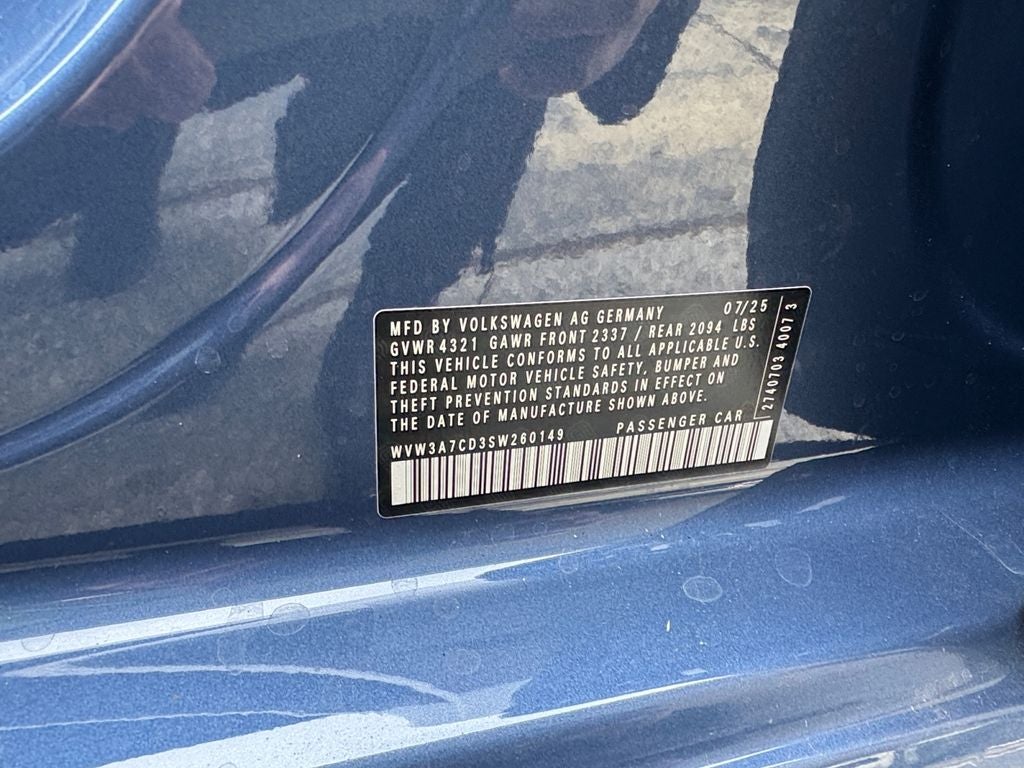 MFD BY VOLKSWAGEN AG GERMANY 07/25
GVWR 4321 GAWR FRONT 2337 / REAR 2094 LBS
THIS VEHICLE CONFORMS TO ALL APPLICABLE U.S.
FEDERAL MOTOR VEHICLE SAFETY, BUMPER AND
THEFT PREVENTION STANDARDS IN EFFECT ON
THE DATE OF MANUFACTURE SHOWN ABOVE.
WVW3A7CD3SW260149 PASSENGER CAR
2740703 4007 3